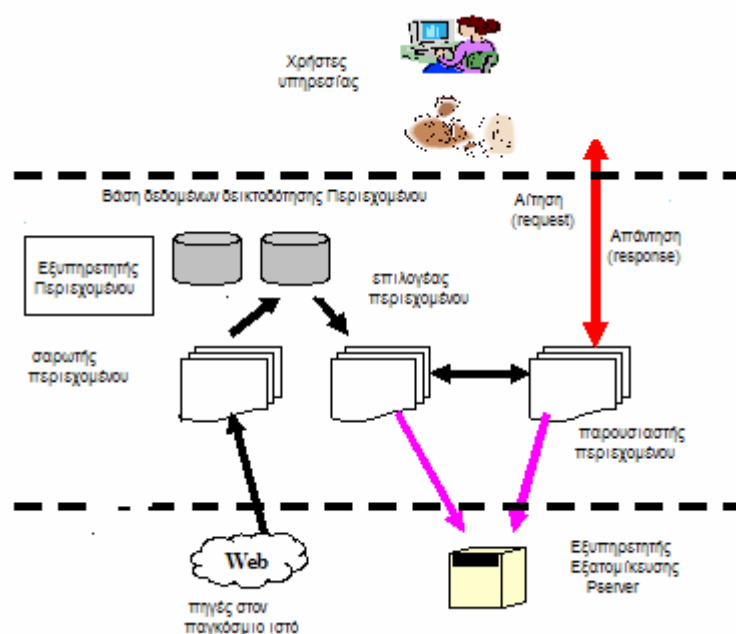 Χρήστες
υπηρεσίας
Βάση δεδομένων δεικτοδότησης Περιεχομένου
Αίτηση
(request)
Απάντηση
(response)
Εξυπηρετητής
Περιεχομένου
επιλογέας
περιεχομένου
σαρωτής
περιεχομένου
παρουσιαστής
περιεχομένου
Web
πηγές στον
παγκόσμιο ιστό
Εξυπηρετητής
Εξατομίκευσης
Pserver